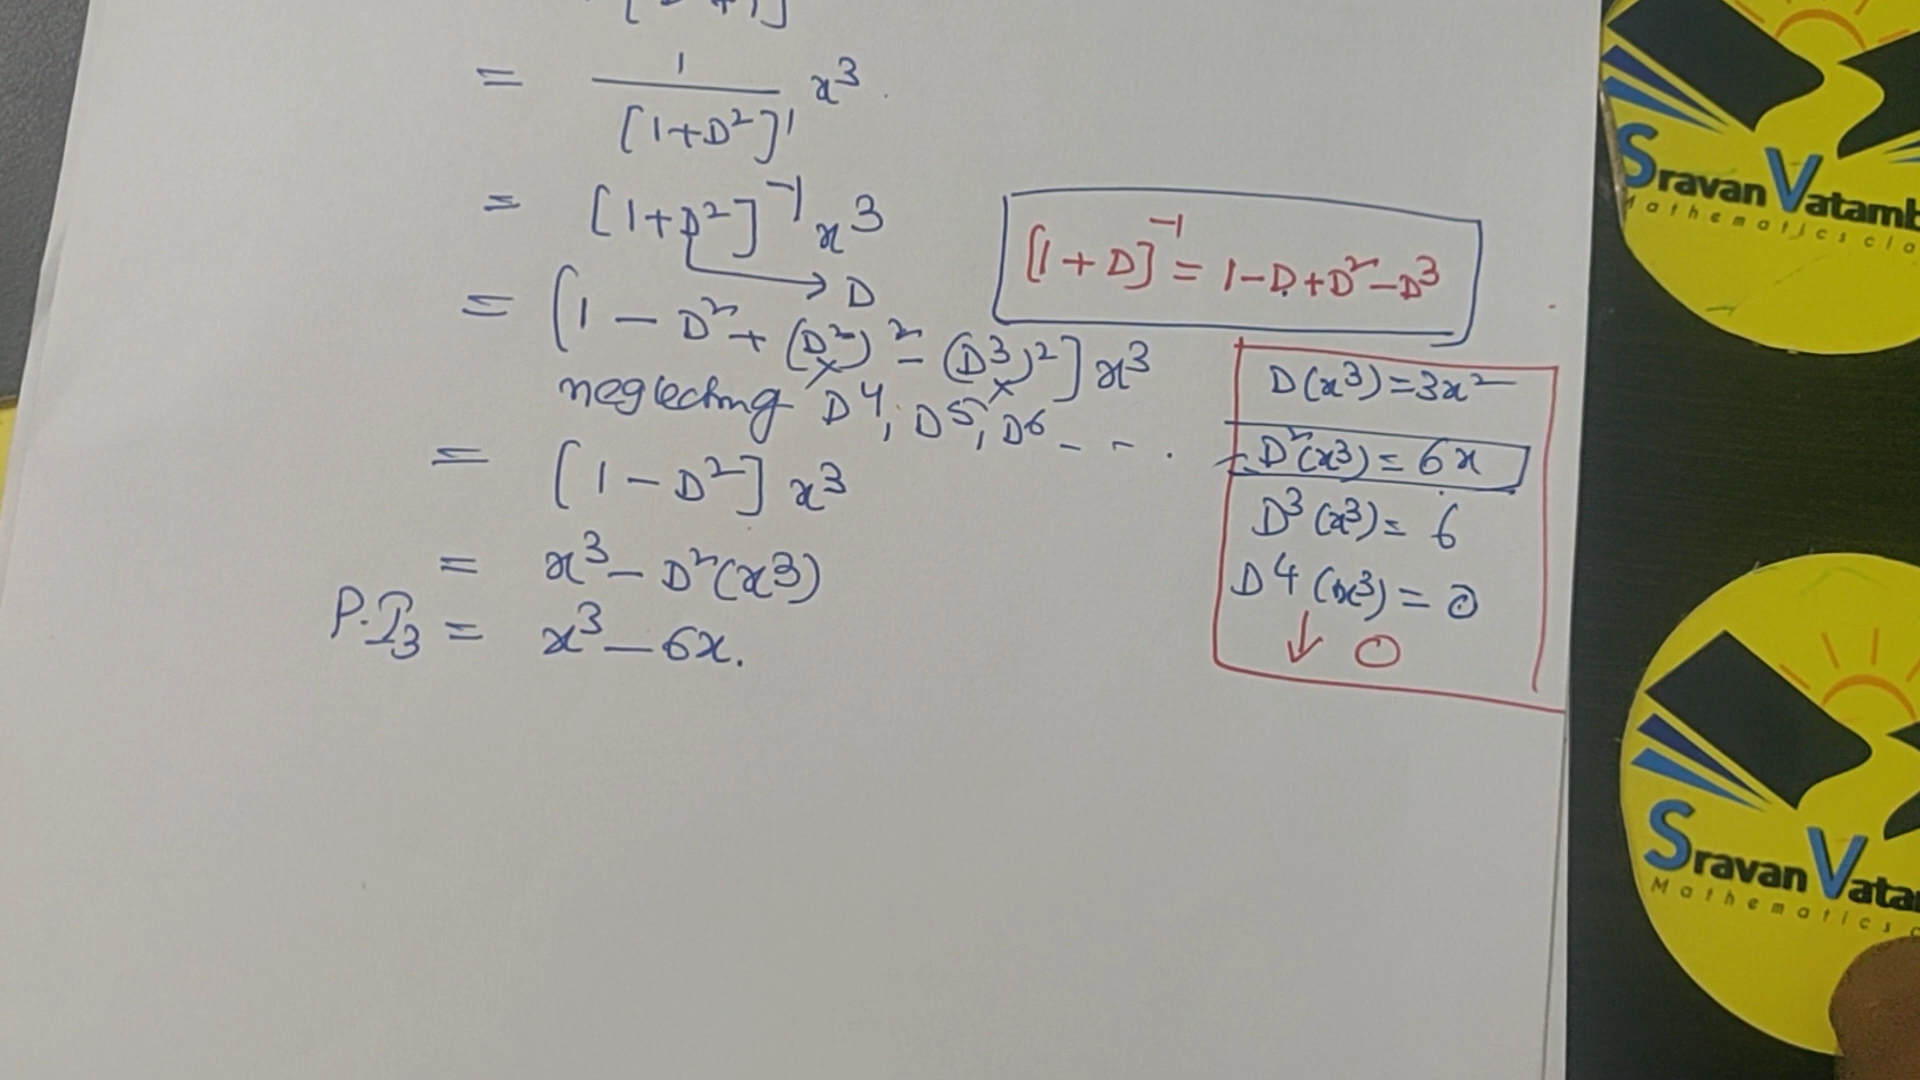 = 1 / [1+D²]¹ x³
= [1+D²]⁻¹ x³
→ D
= [1 - D² + (D²)² - (D³)²] x³
neglecting D⁴, D⁵, D⁶ - - .
= [1 - D²] x³
= x³ - D²(x³)
P.I₃ = x³ - 6x.
[1+D]⁻¹ = 1-D+D²-D³
D(x³)=3x²
D²(x³) = 6x
D³(x³) = 6
D⁴(x³) = 0
↓ 0
Sravan Vatamb
Mathematics cla
Sravan Vata
Mathematics c